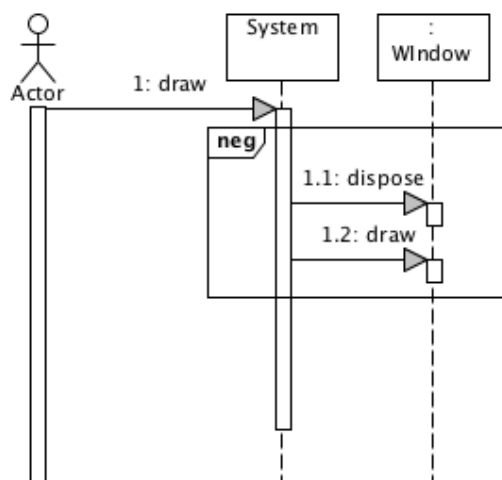 System
:
WIndow
Actor
1: draw
neg
1.1: dispose
1.2: draw